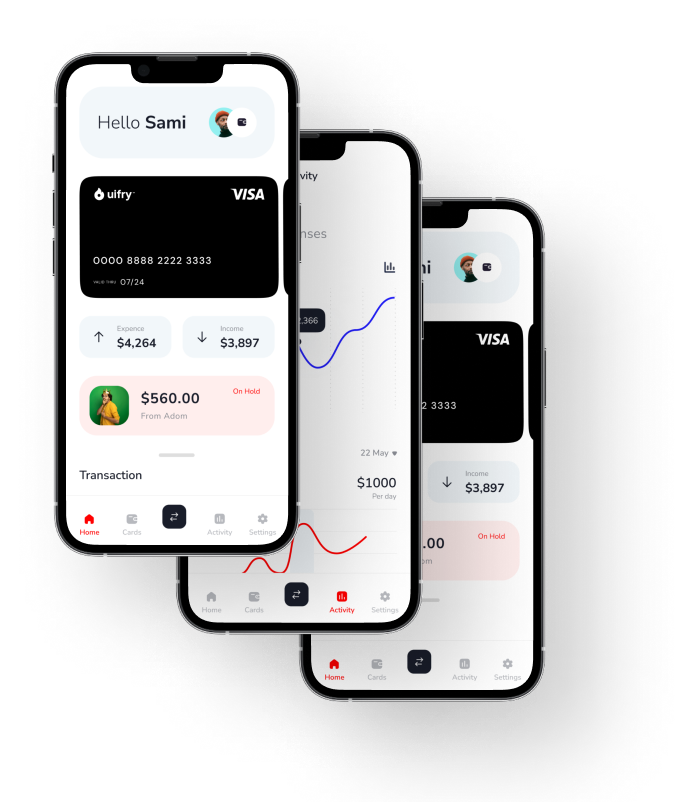 Hello Sami
uifry
VISA
0000 8888 2222 3333
VALID THRU 07/24
Expence
$4,264
Income
$3,897
$560.00
On Hold
From Adom
Transaction
Home
Cards
Activity
Settings
vity
nses
,366
22 May
$1000
Per day
Home
Cards
Activity
Settings
ni
VISA
2 3333
Income
$3,897
.00
On Hold
om
Home
Cards
Activity
Settings